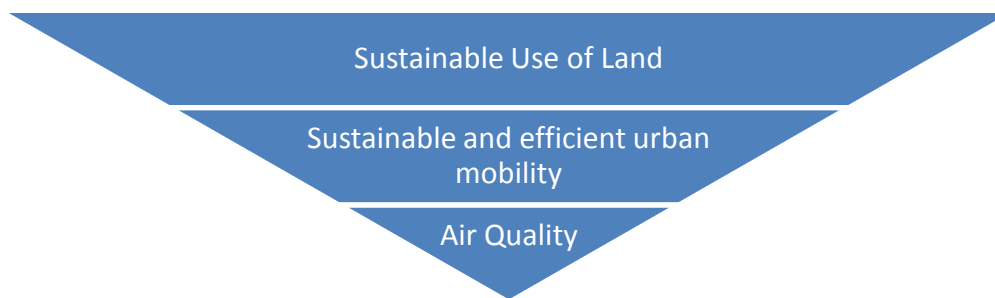 Sustainable Use of Land
Sustainable and efficient urban
mobility
Air Quality